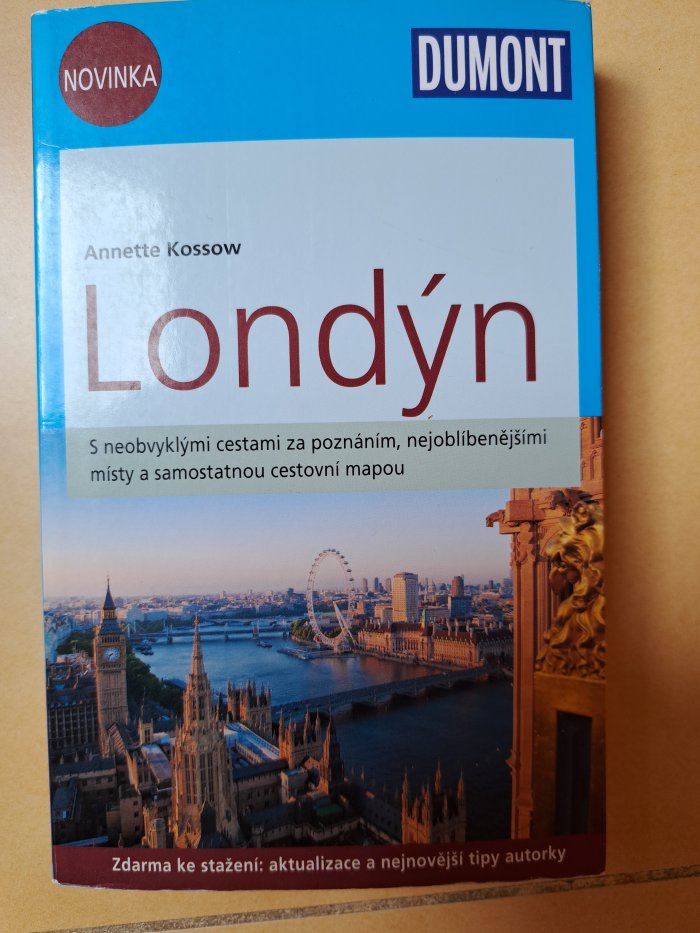 NOVINKA
DUMONT
Annette Kossow
Londýn
S neobvyklými cestami za poznáním, nejoblíbenějšími
místy a samostatnou cestovní mapou
Zdarma ke stažení: aktualizace a nejnovější tipy autorky